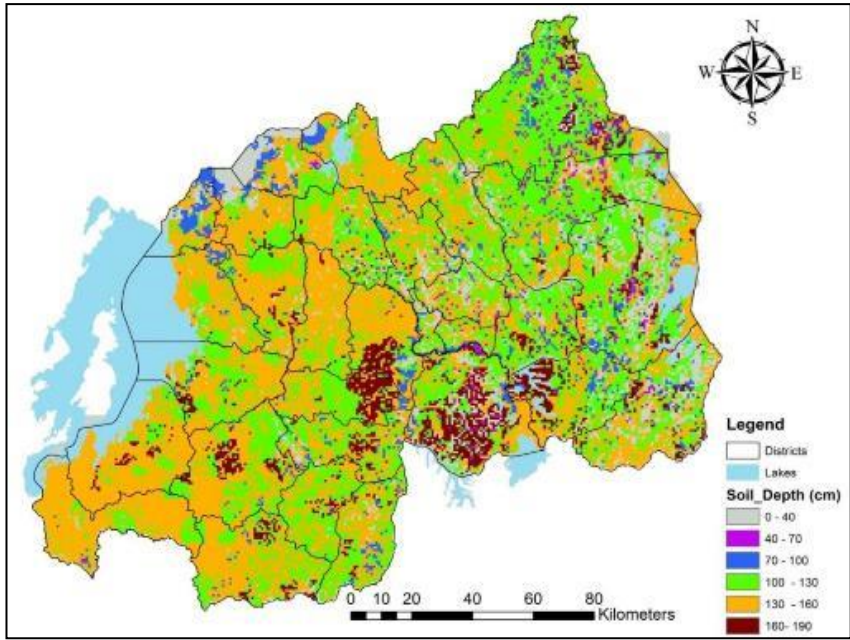 N
W E
S
Legend
Districts
Lakes
Soil_Depth (cm)
0 - 40
40 - 70
70 - 100
100 - 130
130 - 160
160- 190
0 10 20 40 60 80
Kilometers